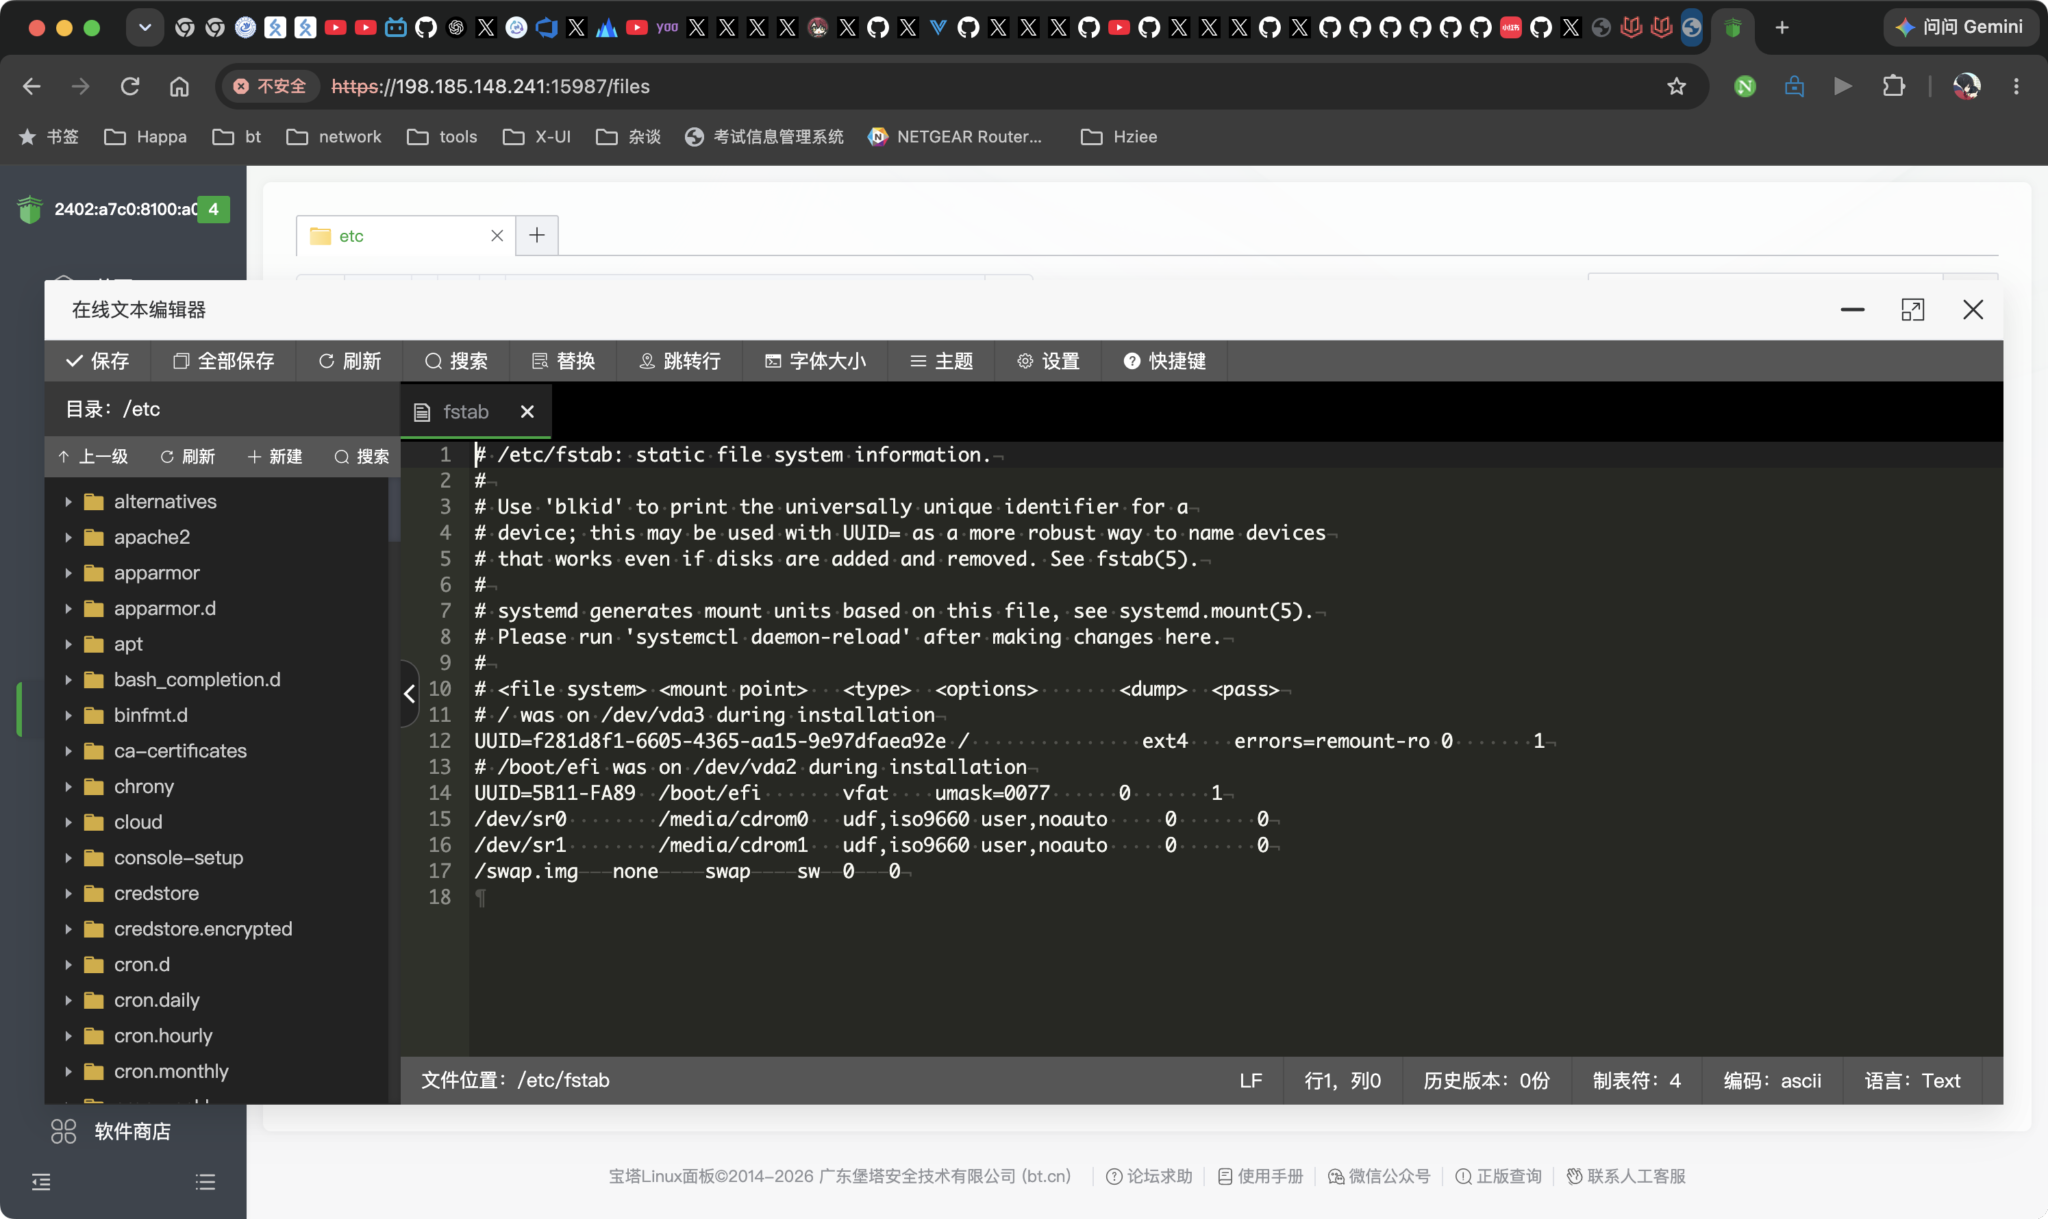 yoo
小红书
问问 Gemini
不安全
https://198.185.148.241:15987/files
书签
Happa
bt
network
tools
X-UI
杂谈
考试信息管理系统
NETGEAR Router...
Hziee
2402:a7c0:8100:a0
4
etc
在线文本编辑器
保存
全部保存
刷新
搜索
替换
跳转行
字体大小
主题
设置
快捷键
目录：/etc
fstab
上一级
刷新
新建
搜索
alternatives
apache2
apparmor
apparmor.d
apt
bash_completion.d
binfmt.d
ca-certificates
chrony
cloud
console-setup
credstore
credstore.encrypted
cron.d
cron.daily
cron.hourly
cron.monthly
1 # /etc/fstab: static file system information.
2 #
3 # Use 'blkid' to print the universally unique identifier for a
4 # device; this may be used with UUID= as a more robust way to name devices
5 # that works even if disks are added and removed. See fstab(5).
6 #
7 # systemd generates mount units based on this file, see systemd.mount(5).
8 # Please run 'systemctl daemon-reload' after making changes here.
9 #
10 # <file system> <mount point>   <type>  <options>       <dump>  <pass>
11 # / was on /dev/vda3 during installation
12 UUID=f281d8f1-6605-4365-aa15-9e97dfaea92e /               ext4    errors=remount-ro 0       1
13 # /boot/efi was on /dev/vda2 during installation
14 UUID=5B11-FA89  /boot/efi       vfat    umask=0077      0       1
15 /dev/sr0        /media/cdrom0   udf,iso9660 user,noauto     0       0
16 /dev/sr1        /media/cdrom1   udf,iso9660 user,noauto     0       0
17 /swap.img   none    swap    sw  0   0
18
文件位置：/etc/fstab
LF
行1，列0
历史版本：0份
制表符：4
编码：ascii
语言：Text
软件商店
宝塔Linux面板©2014-2026 广东堡塔安全技术有限公司 (bt.cn)
论坛求助
使用手册
微信公众号
正版查询
联系人工客服